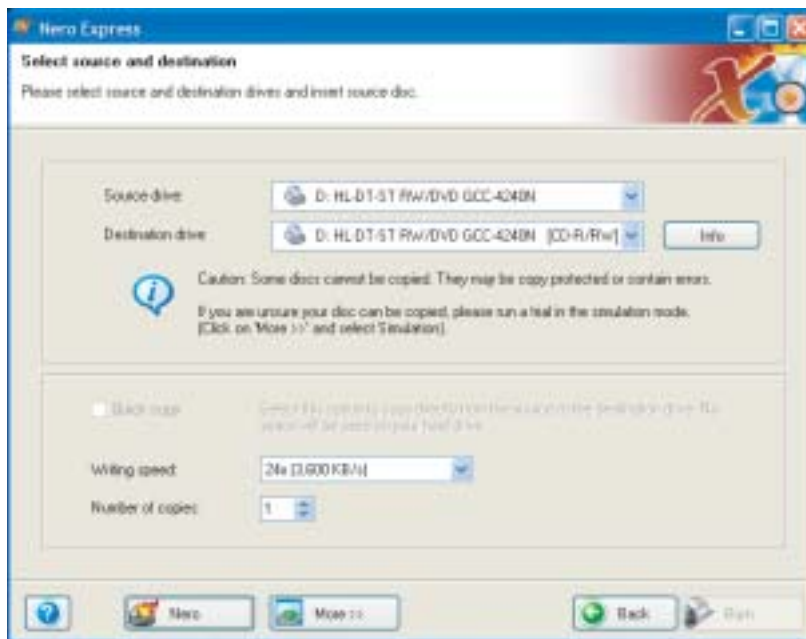 Nero Express
Select source and destination
Please select source and destination drives and insert source disc.
Source drive: D: HL-DT-ST RW/DVD GCC-4240N
Destination drive: D: HL-DT-ST RW/DVD GCC-4240N [CD-R/RW] Info
Caution: Some discs cannot be copied. They may be copy protected or contain errors.
If you are unsure your disc can be copied, please run a trial in the simulation mode.
(Click on 'More >>' and select Simulation).
Quick copy
Writing speed: 24x (3,600 KB/s)
Number of copies: 1
Nero More >> Back Burn